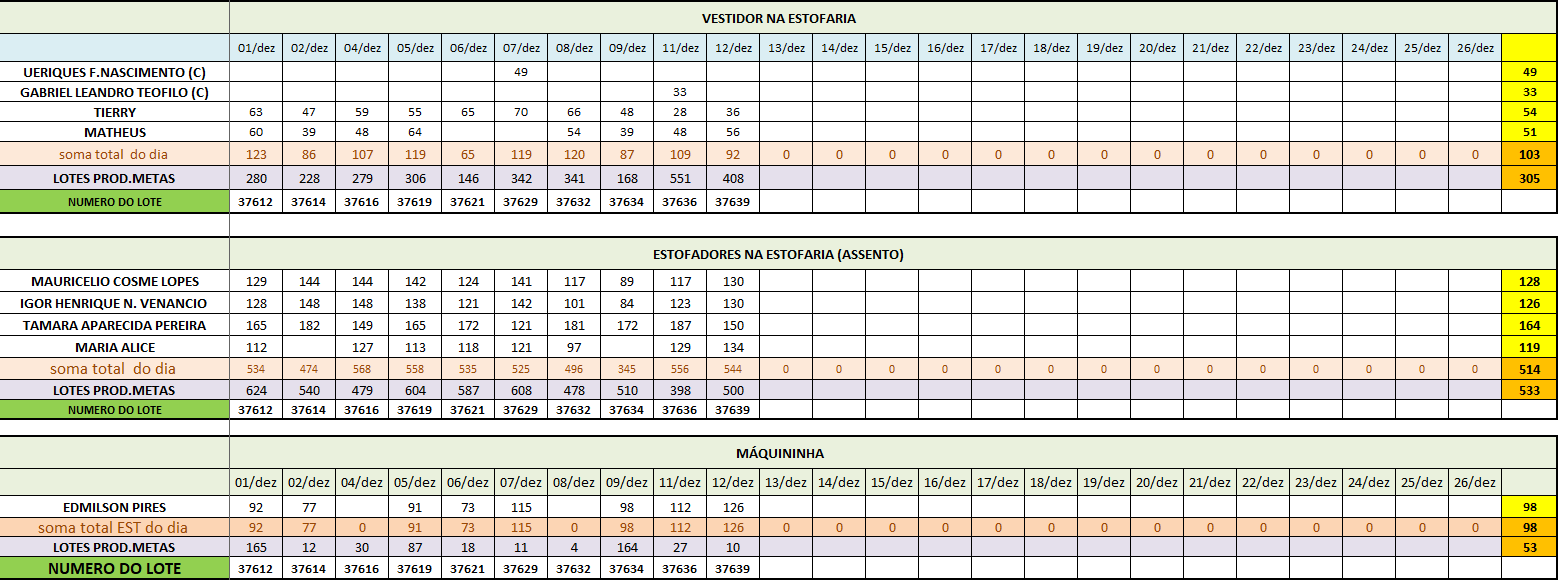 VESTIDOR NA ESTOFARIA
01/dez 02/dez 04/dez 05/dez 06/dez 07/dez 08/dez 09/dez 11/dez 12/dez 13/dez 14/dez 15/dez 16/dez 17/dez 18/dez 19/dez 20/dez 21/dez 22/dez 23/dez 24/dez 25/dez 26/dez
UERIQUES F.NASCIMENTO (C) 49 49
GABRIEL LEANDRO TEOFILO (C) 33 33
TIERRY 63 47 59 55 65 70 66 48 28 36 54
MATHEUS 60 39 48 64 54 39 48 56 51
soma total do dia 123 86 107 119 65 119 120 87 109 92 0 0 0 0 0 0 0 0 0 0 0 0 0 0 103
LOTES PROD.METAS 280 228 279 306 146 342 341 168 551 408 305
NUMERO DO LOTE 37612 37614 37616 37619 37621 37629 37632 37634 37636 37639
ESTOFADORES NA ESTOFARIA (ASSENTO)
MAURICELIO COSME LOPES 129 144 144 142 124 141 117 89 117 130 128
IGOR HENRIQUE N. VENANCIO 128 148 148 138 121 142 101 84 123 130 126
TAMARA APARECIDA PEREIRA 165 182 149 165 172 121 181 172 187 150 164
MARIA ALICE 112 127 113 118 121 97 129 134 119
soma total do dia 534 474 568 558 535 525 496 345 556 544 0 0 0 0 0 0 0 0 0 0 0 0 0 0 514
LOTES PROD.METAS 624 540 479 604 587 608 478 510 398 500 533
NUMERO DO LOTE 37612 37614 37616 37619 37621 37629 37632 37634 37636 37639
MÁQUININHA
01/dez 02/dez 04/dez 05/dez 06/dez 07/dez 08/dez 09/dez 11/dez 12/dez 13/dez 14/dez 15/dez 16/dez 17/dez 18/dez 19/dez 20/dez 21/dez 22/dez 23/dez 24/dez 25/dez 26/dez
EDMILSON PIRES 92 77 91 73 115 98 112 126 98
soma total EST do dia 92 77 0 91 73 115 0 98 112 126 0 0 0 0 0 0 0 0 0 0 0 0 0 0 98
LOTES PROD.METAS 165 12 30 87 18 11 4 164 27 10 53
NUMERO DO LOTE 37612 37614 37616 37619 37621 37629 37632 37634 37636 37639